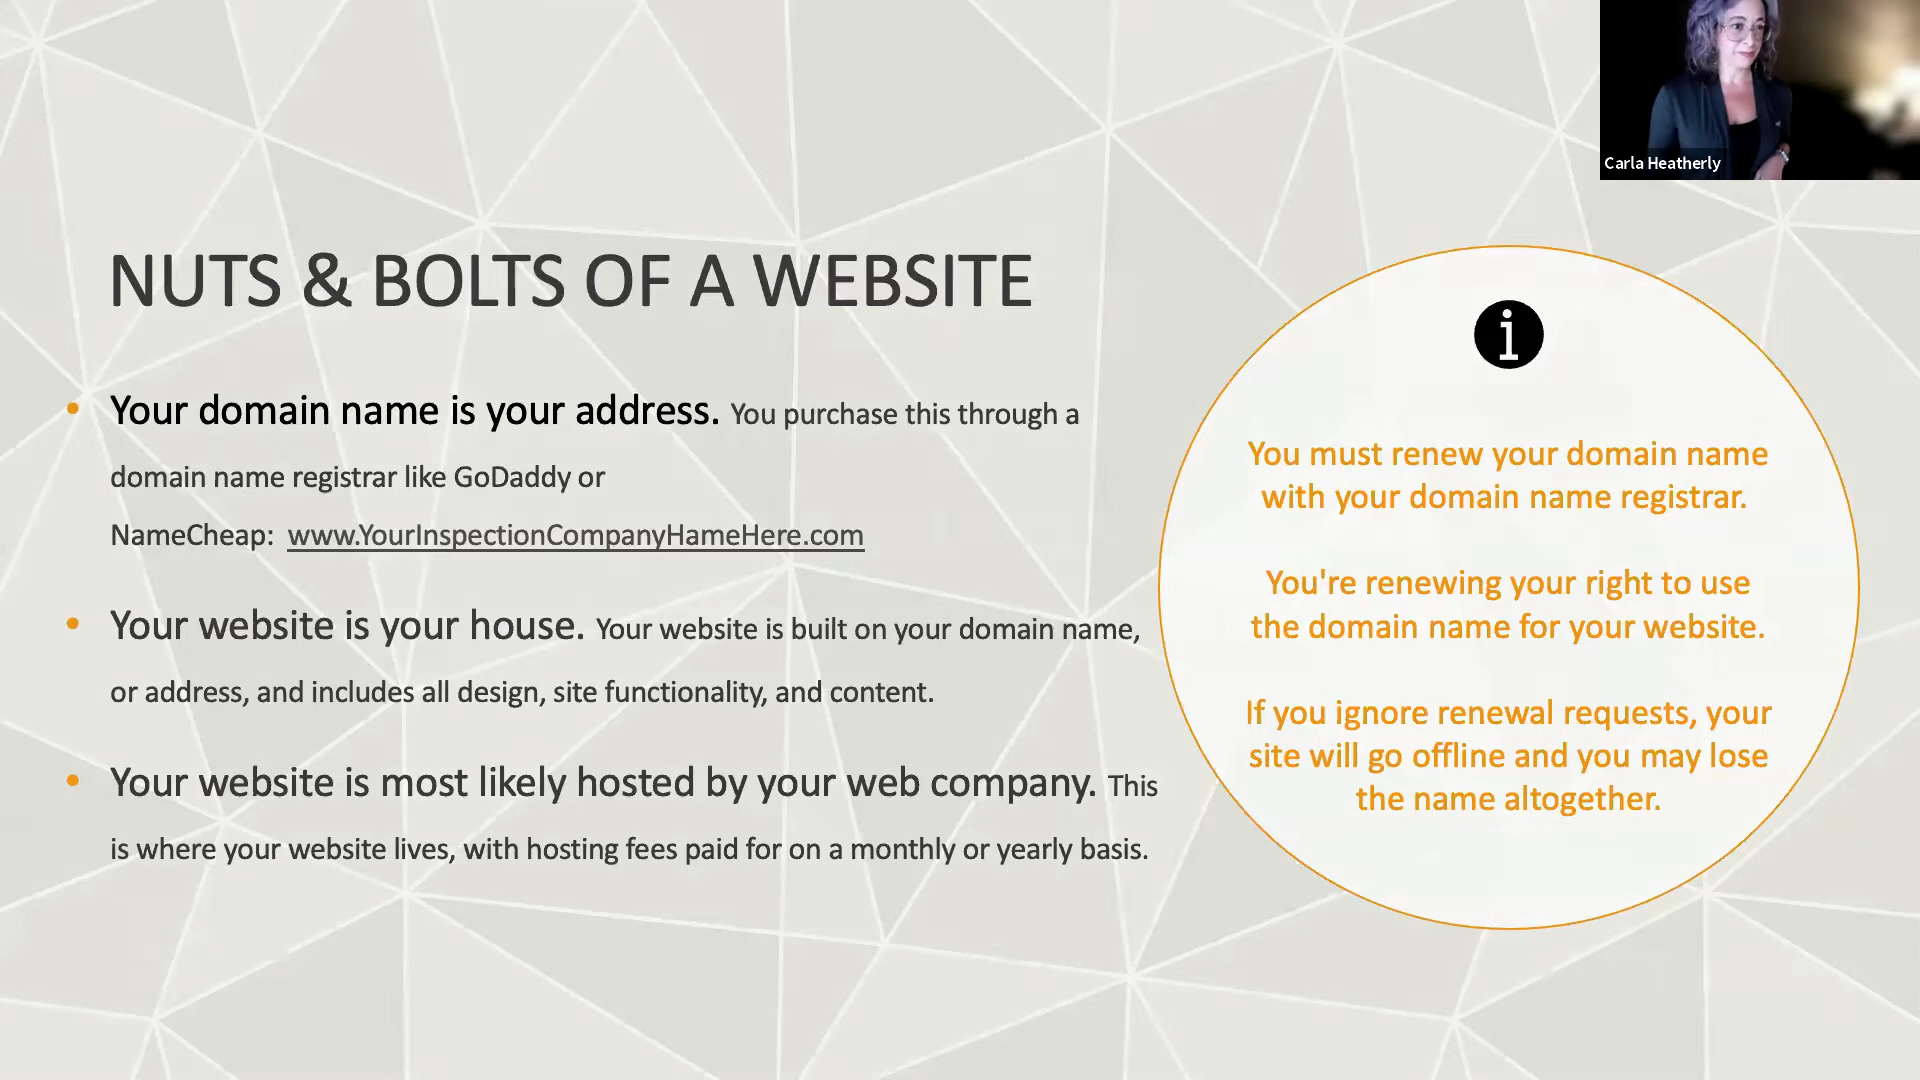 Carla Heatherly
NUTS & BOLTS OF A WEBSITE
• Your domain name is your address. You purchase this through a
domain name registrar like GoDaddy or
NameCheap: www.YourInspectionCompanyHameHere.com
• Your website is your house. Your website is built on your domain name,
or address, and includes all design, site functionality, and content.
• Your website is most likely hosted by your web company. This
is where your website lives, with hosting fees paid for on a monthly or yearly basis.
i
You must renew your domain name
with your domain name registrar.
You're renewing your right to use
the domain name for your website.
If you ignore renewal requests, your
site will go offline and you may lose
the name altogether.